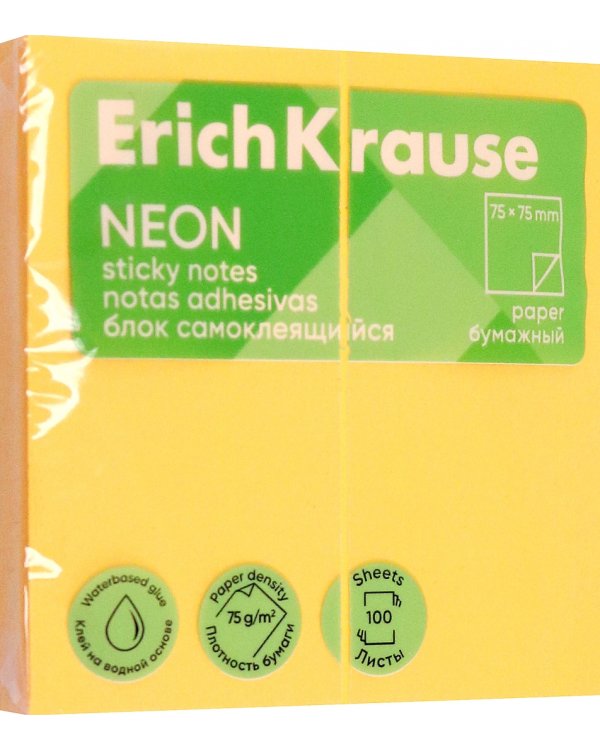 ErichKrause
NEON
sticky notes
notas adhesivas
блок самоклеящийся
75 × 75 mm
paper
бумажный
Waterbased glue
Клей на водной основе
Paper density
75 g/m²
Плотность бумаги
Sheets
100
Листы